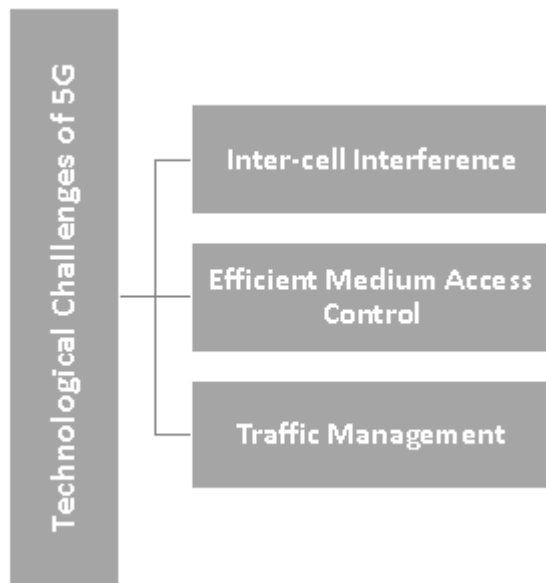 Technological Challenges of 5G
Inter-cell Interference
Efficient Medium Access
Control
Traffic Management